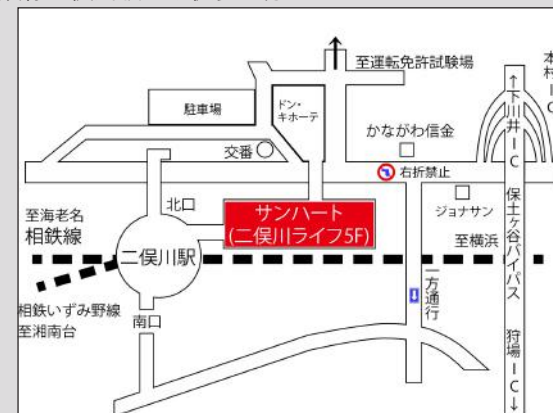 至運転免許試験場
本村IC
↑下川井IC
駐車場
ドン・
キホーテ
かながわ信金
交番
右折禁止
北口
サンハート
(二俣川ライフ5F)
ジョナサン
保土ヶ谷バイパス
至海老名
相鉄線
至横浜
二俣川駅
一方通行
相鉄いずみ野線
至湘南台
南口
狩場IC↓